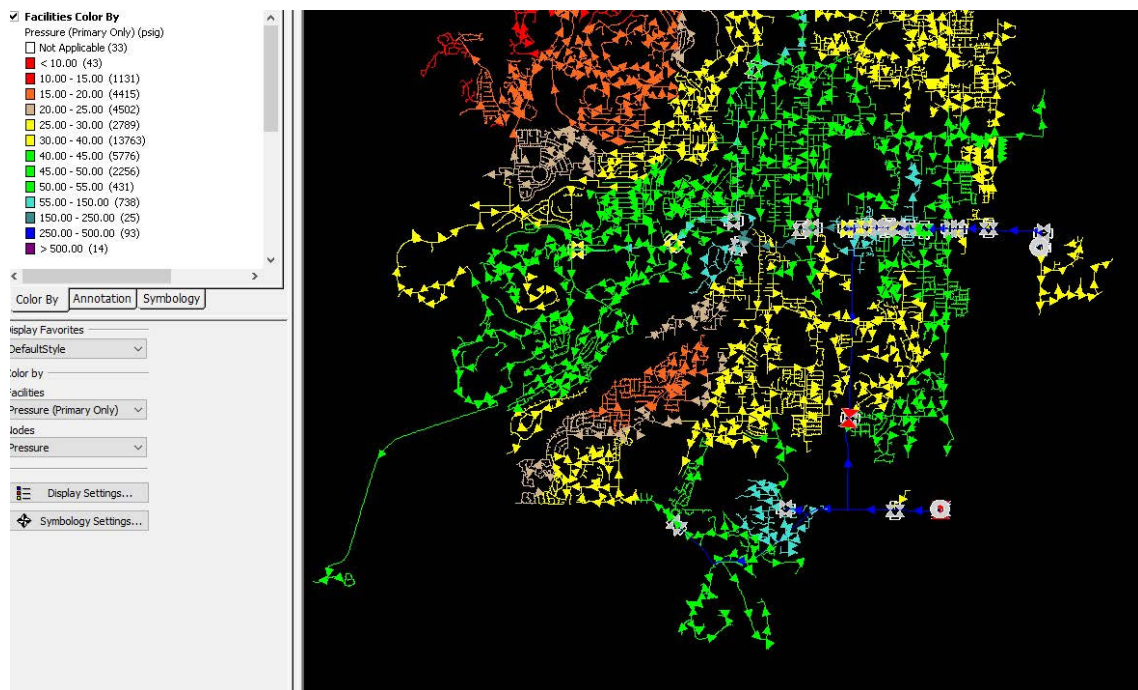 Facilities Color By
Pressure (Primary Only) (psig)
Not Applicable (33)
< 10.00 (43)
10.00 - 15.00 (1131)
15.00 - 20.00 (4415)
20.00 - 25.00 (4502)
25.00 - 30.00 (2789)
30.00 - 40.00 (13763)
40.00 - 45.00 (5776)
45.00 - 50.00 (2256)
50.00 - 55.00 (431)
55.00 - 150.00 (738)
150.00 - 250.00 (25)
250.00 - 500.00 (93)
> 500.00 (14)
Color By Annotation Symbology
isplay Favorites
DefaultStyle
olor by
acilities
Pressure (Primary Only)
odes
Pressure
Display Settings...
Symbology Settings...